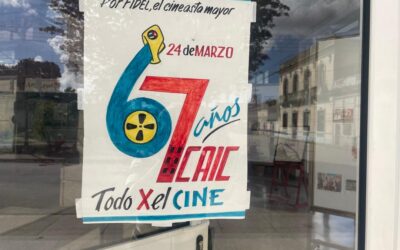 Por FIDEL, el cineasta mayor
24 de MARZO
67 años
ICAIC
Todo X el CINE